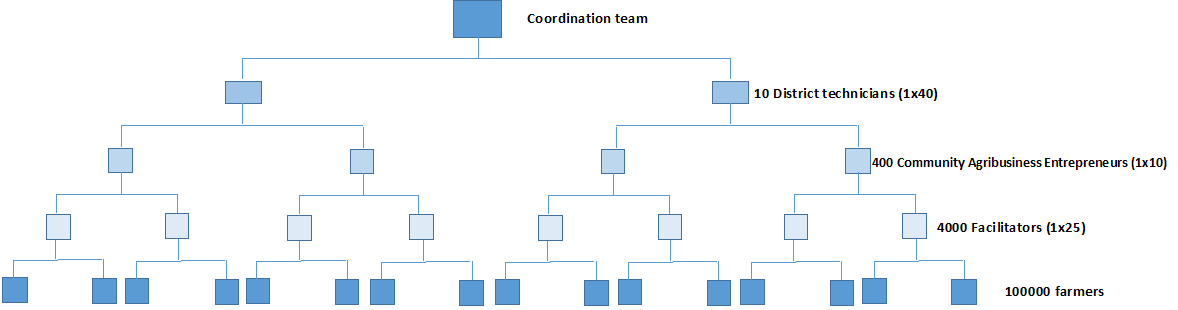 Coordination team
10 District technicians (1x40)
400 Community Agribusiness Entrepreneurs (1x10)
4000 Facilitators (1x25)
100000 farmers